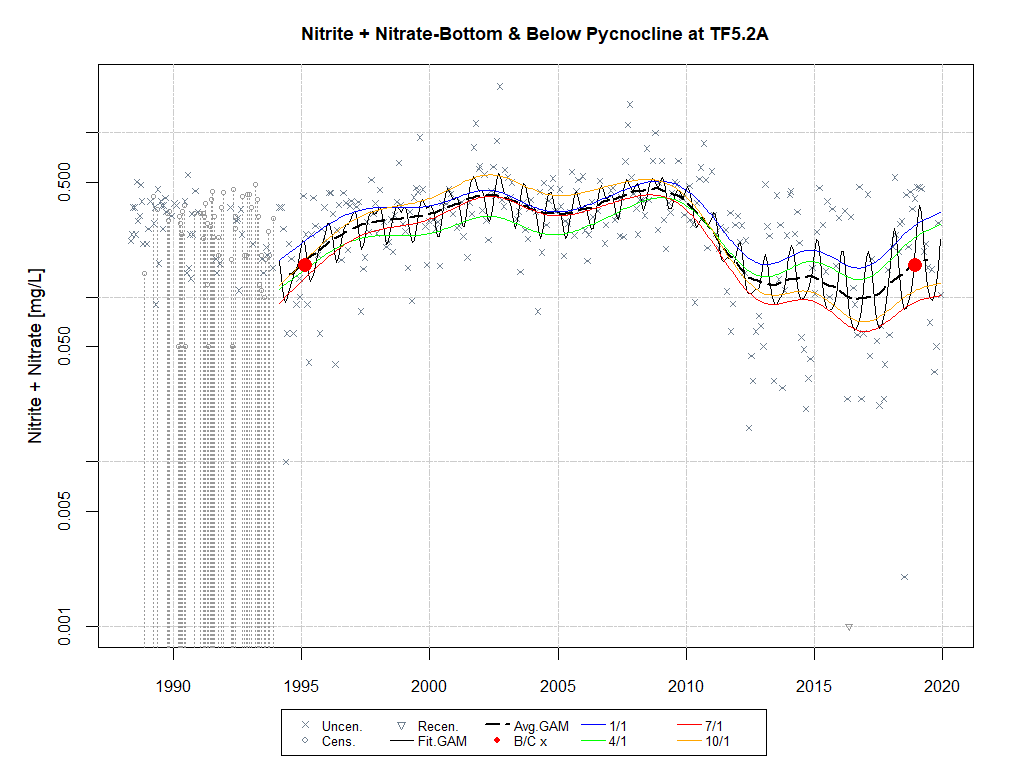 Nitrite + Nitrate-Bottom & Below Pycnocline at TF5.2A
Nitrite + Nitrate [mg/L]
0.500
0.050
0.005
0.001
1990 1995 2000 2005 2010 2015 2020
Uncen. Recen. Avg.GAM 1/1 7/1
Cens. Fit.GAM B/C x 4/1 10/1